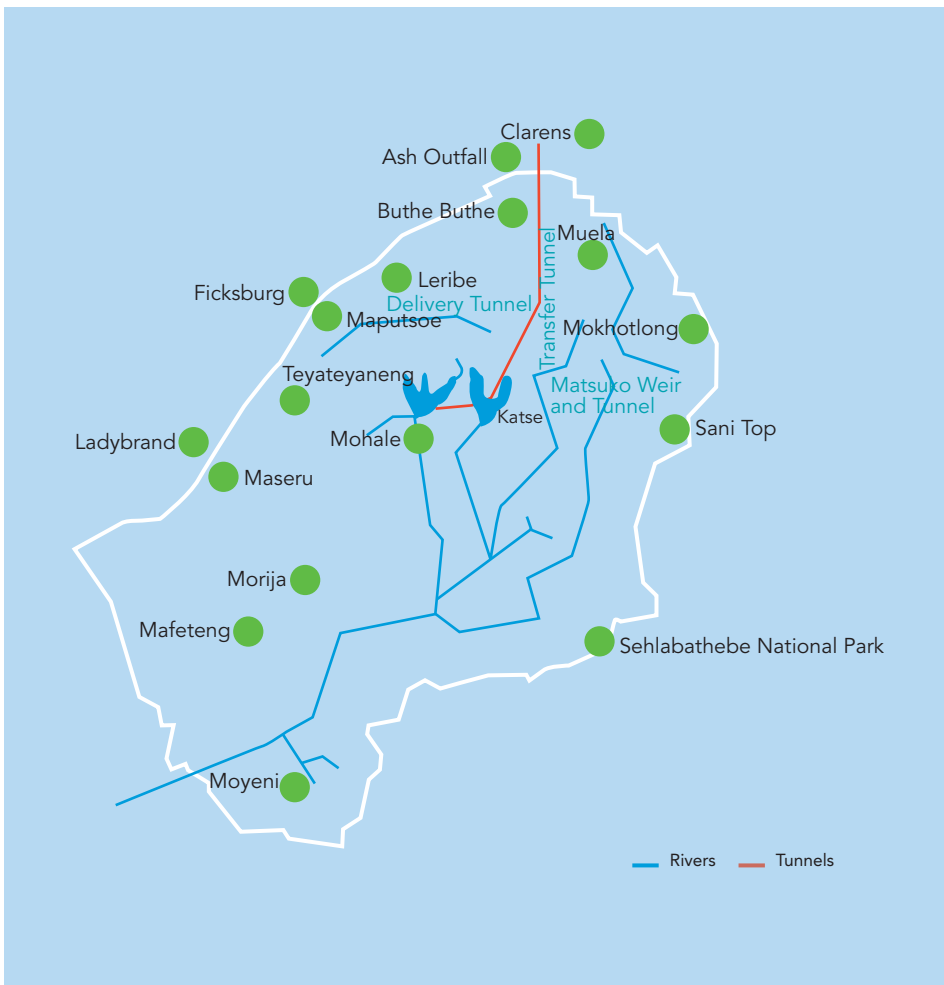 Clarens
Ash Outfall
Buthe Buthe
Muela
Transfer Tunnel
Leribe
Ficksburg
Delivery Tunnel
Maputsoe
Mokhotlong
Teyateyaneng
Matsuko Weir
and Tunnel
Katse
Sani Top
Mohale
Ladybrand
Maseru
Morija
Mafeteng
Sehlabathebe National Park
Moyeni
Rivers
Tunnels